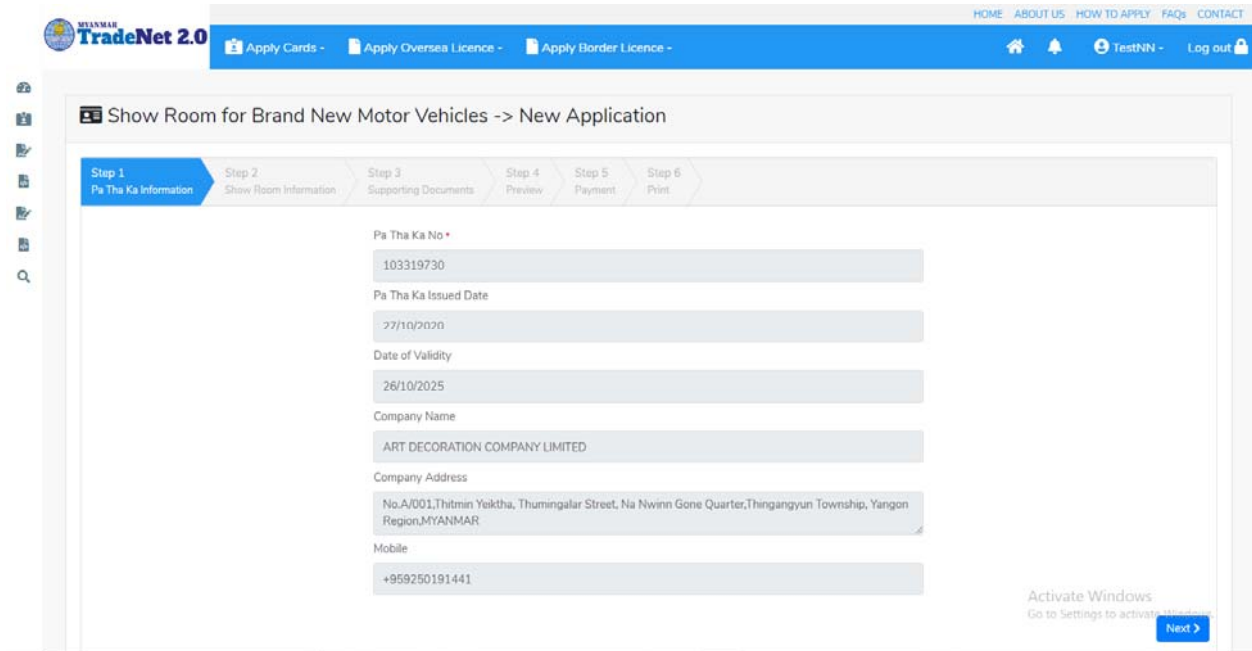 HOME ABOUT US HOW TO APPLY FAQs CONTACT
MYANMAR
TradeNet 2.0
Apply Cards - Apply Oversea Licence - Apply Border Licence - TestNN - Log out
Show Room for Brand New Motor Vehicles -> New Application
Step 1 Step 2 Step 3 Step 4 Step 5 Step 6
Pa Tha Ka Information Show Room Information Supporting Documents Preview Payment Print
Pa Tha Ka No •
103319730
Pa Tha Ka Issued Date
27/10/2020
Date of Validity
26/10/2025
Company Name
ART DECORATION COMPANY LIMITED
Company Address
No.A/001,Thitmin Yeiktha, Thumingalar Street, Na Nwinn Gone Quarter,Thingangyun Township, Yangon
Region,MYANMAR
Mobile
+959250191441
Activate Windows
Go to Settings to activate Windows.
Next >